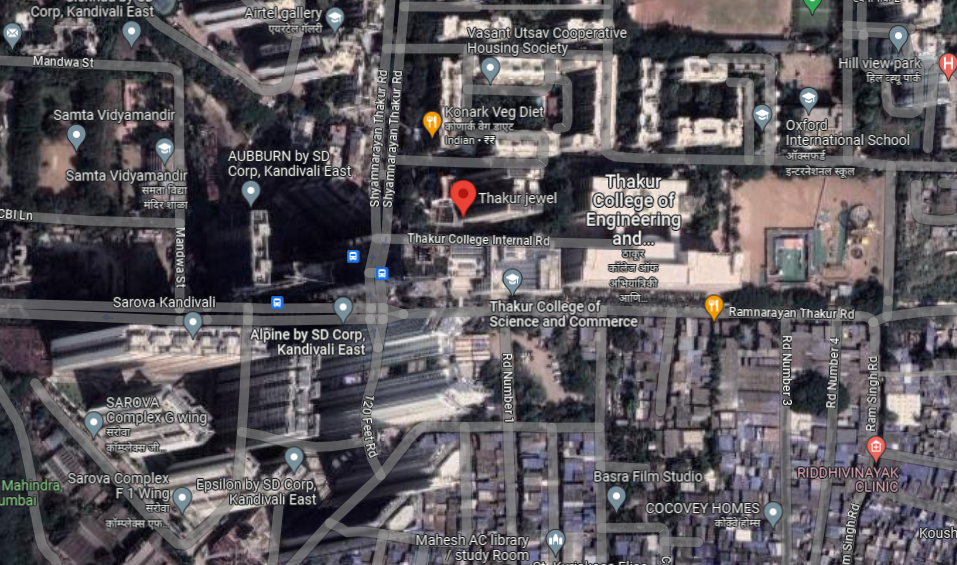 Corp, Kandivali East
Airtel gallery
एयरटेल गॅलरी
Vasant Utsav Cooperative
Housing Society
Mandwa St
Hill view park
हिल व्ह्यू पार्क
Shyamnarayan Thakur Rd
Shyamnarayan Thakur Rd
Samta Vidyamandir
Konark Veg Diet
कोणार्क वेग डाएट
Indian • ₹₹
Oxford
International School
ऑक्सफर्ड
इन्टरनॅशनल स्कूल
AUBBURN by SD
Corp, Kandivali East
Samta Vidyamandir
समता विद्या
मंदिर शाळा
Thakur jewel
Thakur
College of
Engineering
and...
ठाकूर
कॉलेज ऑफ
अभियांत्रिकी
आणि...
CBI Ln
Mandwa St
Thakur College Internal Rd
Sarova Kandivali
Thakur College of
Science and Commerce
Ramnarayan Thakur Rd
Alpine by SD Corp,
Kandivali East
Rd Number 1
Rd Number 3
Rd Number 4
Ram Singh Rd
120 Feet Rd
SAROVA
Complex G wing
सरोवा
कॉम्प्लेक्स जी...
Sarova Complex
F 1 Wing
सरोवा
कॉम्प्लेक्स एफ...
Epsilon by SD Corp,
Kandivali East
Mahindra,
umbai
Basra Film Studio
RIDDHIVINAYAK
CLINIC
COCOVEY HOMES
कोकोवे होम्स
m Singh Rd
Koush
Mahesh AC library
/ study Room